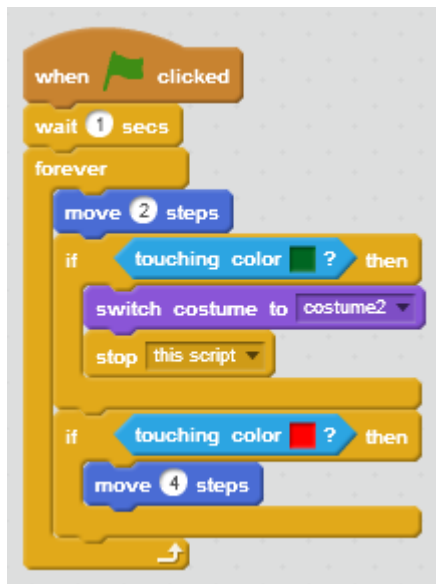 when clicked
wait 1 secs
forever
move 2 steps
if touching color ? then
switch costume to costume2
stop this script
if touching color ? then
move 4 steps